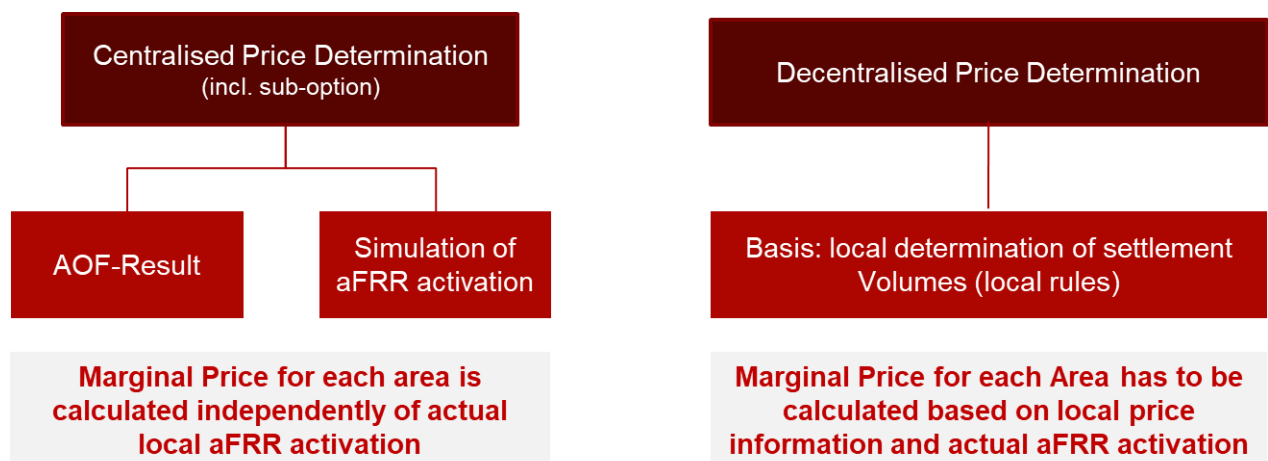 Centralised Price Determination
(incl. sub-option)
AOF-Result
Simulation of
aFRR activation
Marginal Price for each area is
calculated independently of actual
local aFRR activation
Decentralised Price Determination
Basis: local determination of settlement
Volumes (local rules)
Marginal Price for each Area has to be
calculated based on local price
information and actual aFRR activation